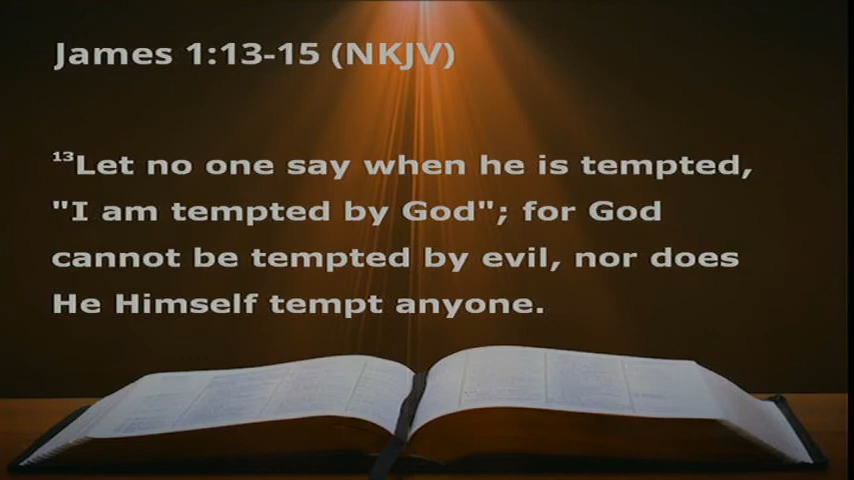 James 1:13-15 (NKJV)
13Let no one say when he is tempted,
"I am tempted by God"; for God
cannot be tempted by evil, nor does
He Himself tempt anyone.